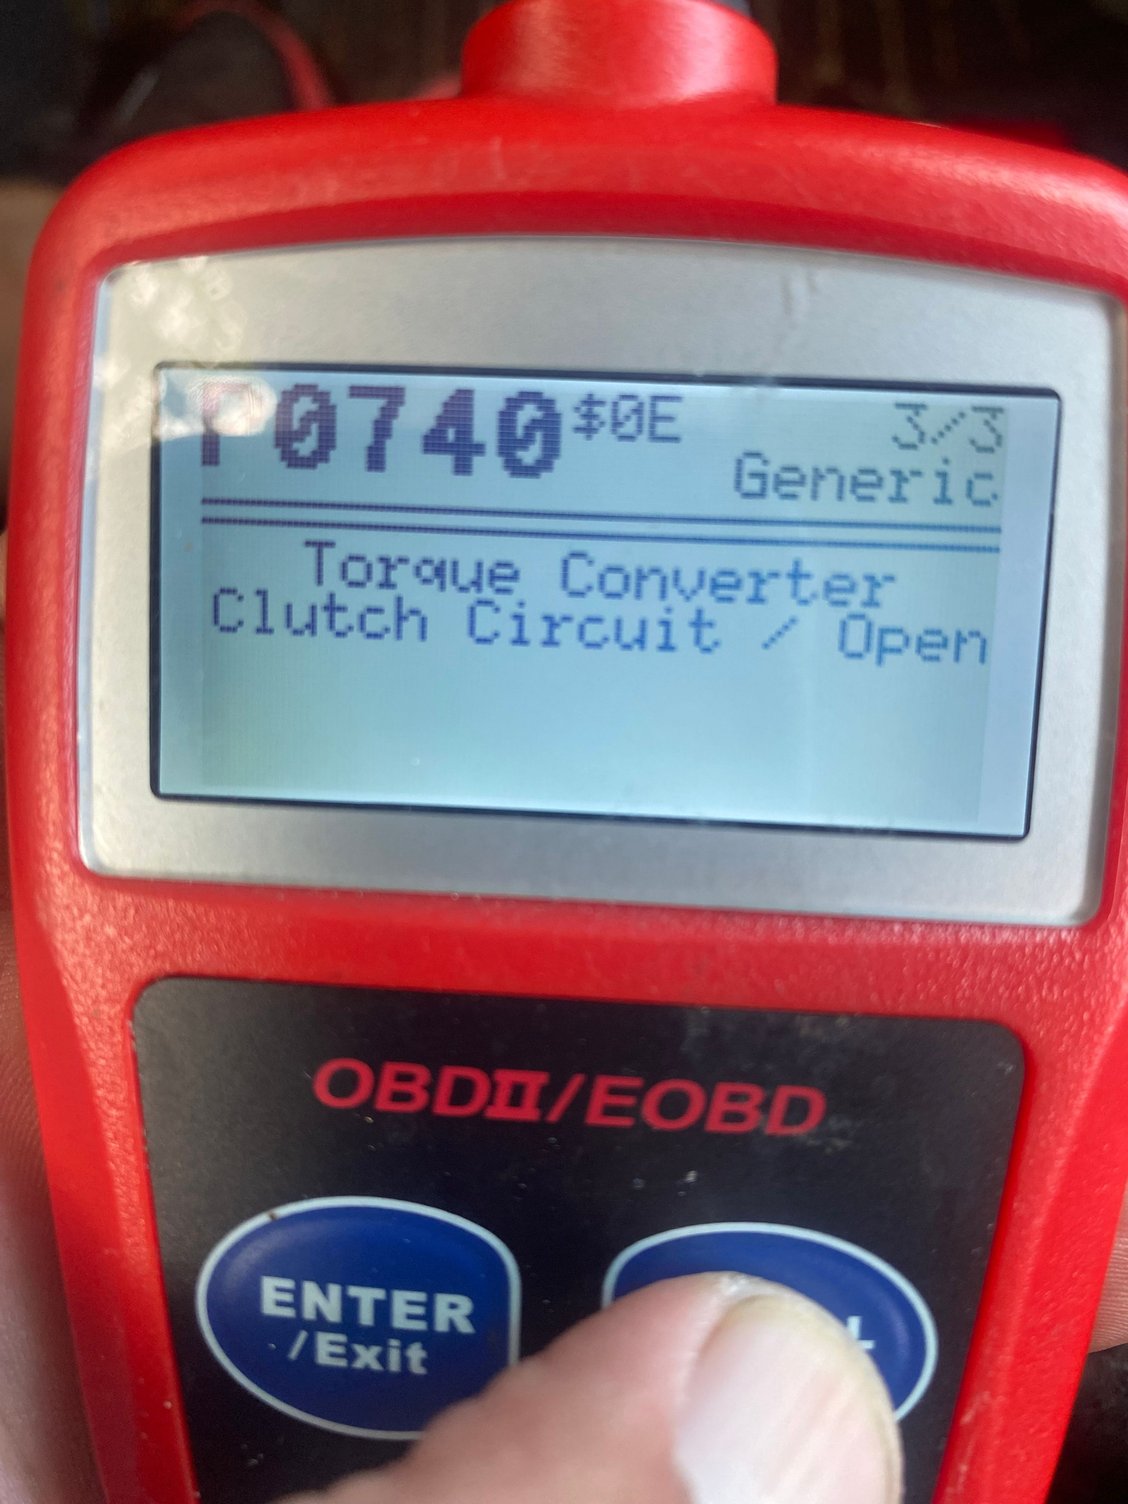 P0740 $0E 3/3
Generic
Torque Converter
Clutch Circuit / Open
OBDII/EOBD
ENTER
/Exit